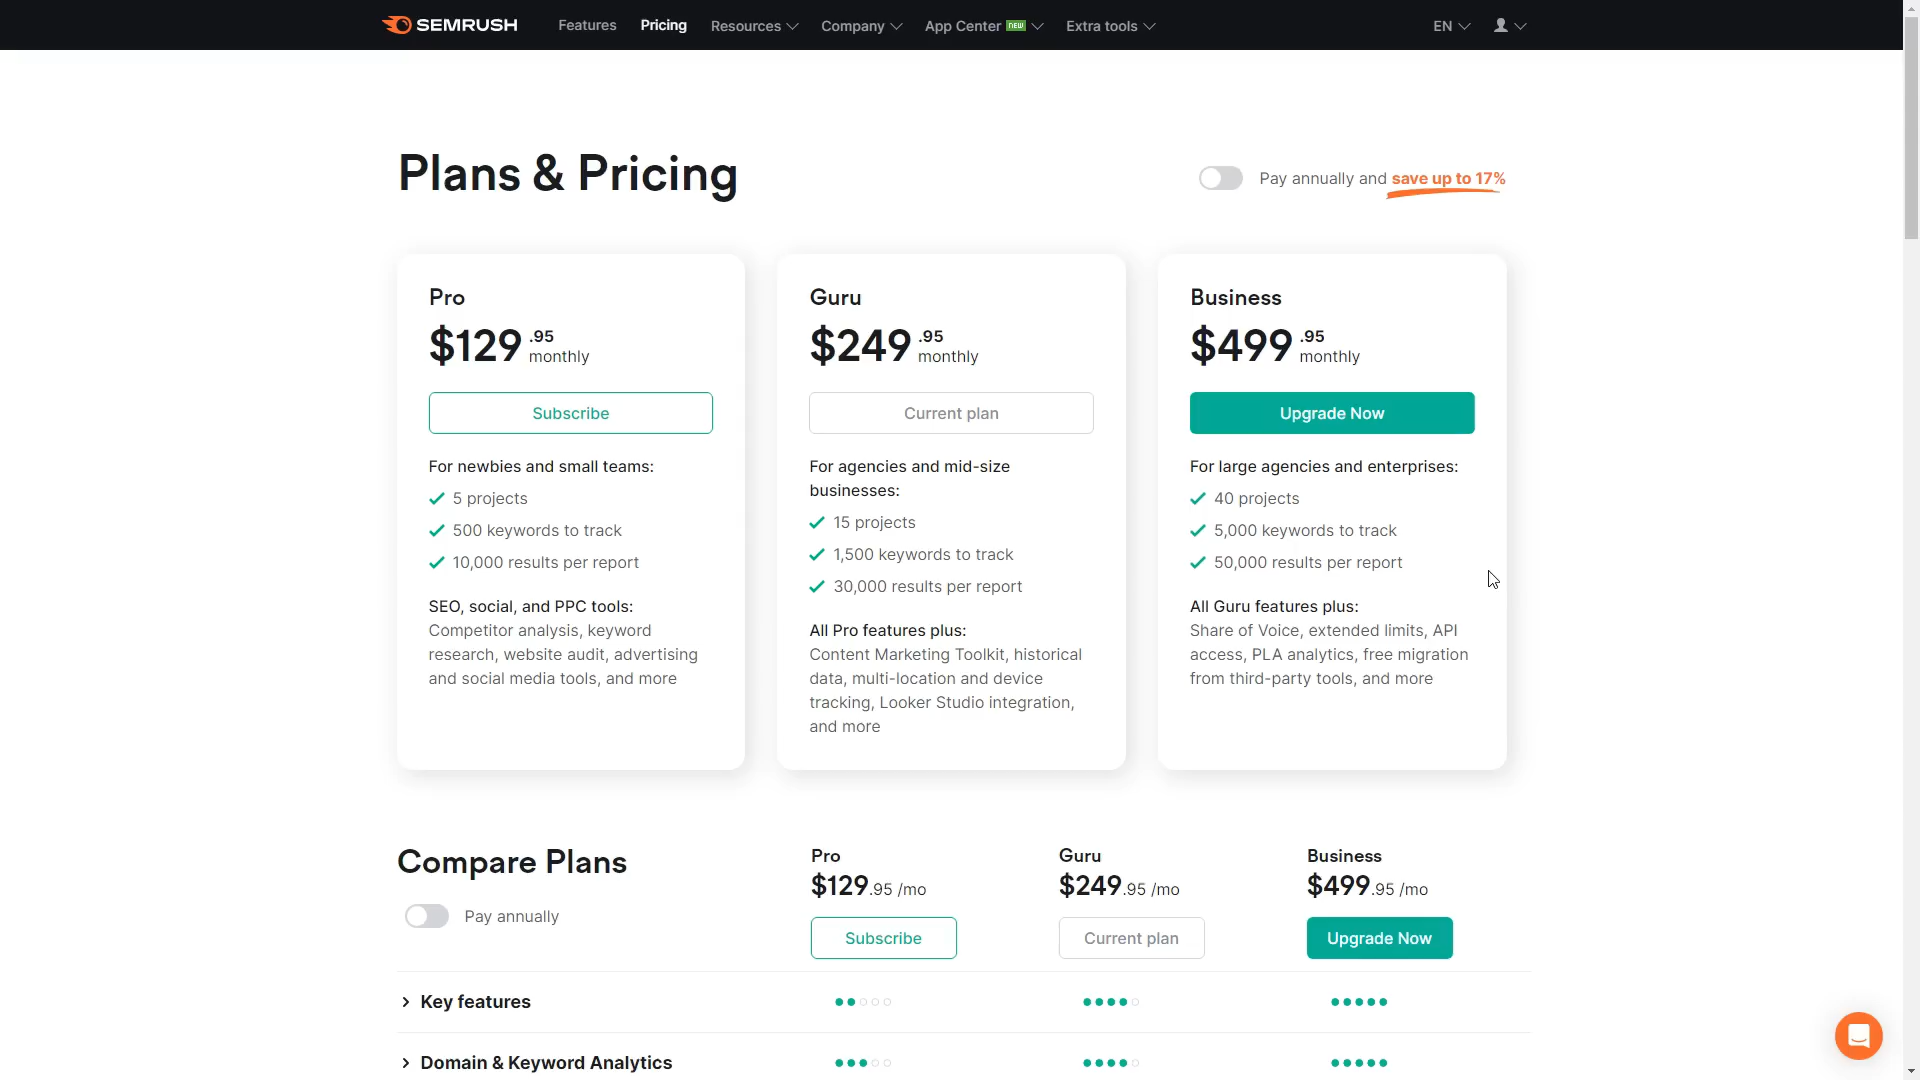 SEMRUSH
Features
Pricing
Resources
Company
App Center NEW
Extra tools
EN
Plans & Pricing
Pay annually and save up to 17%
Pro
$129.95
monthly
Subscribe
For newbies and small teams:
5 projects
500 keywords to track
10,000 results per report
SEO, social, and PPC tools:
Competitor analysis, keyword
research, website audit, advertising
and social media tools, and more
Guru
$249.95
monthly
Current plan
For agencies and mid-size
businesses:
15 projects
1,500 keywords to track
30,000 results per report
All Pro features plus:
Content Marketing Toolkit, historical
data, multi-location and device
tracking, Looker Studio integration,
and more
Business
$499.95
monthly
Upgrade Now
For large agencies and enterprises:
40 projects
5,000 keywords to track
50,000 results per report
All Guru features plus:
Share of Voice, extended limits, API
access, PLA analytics, free migration
from third-party tools, and more
Compare Plans
Pay annually
Pro
$129.95 /mo
Subscribe
Guru
$249.95 /mo
Current plan
Business
$499.95 /mo
Upgrade Now
Key features
Domain & Keyword Analytics